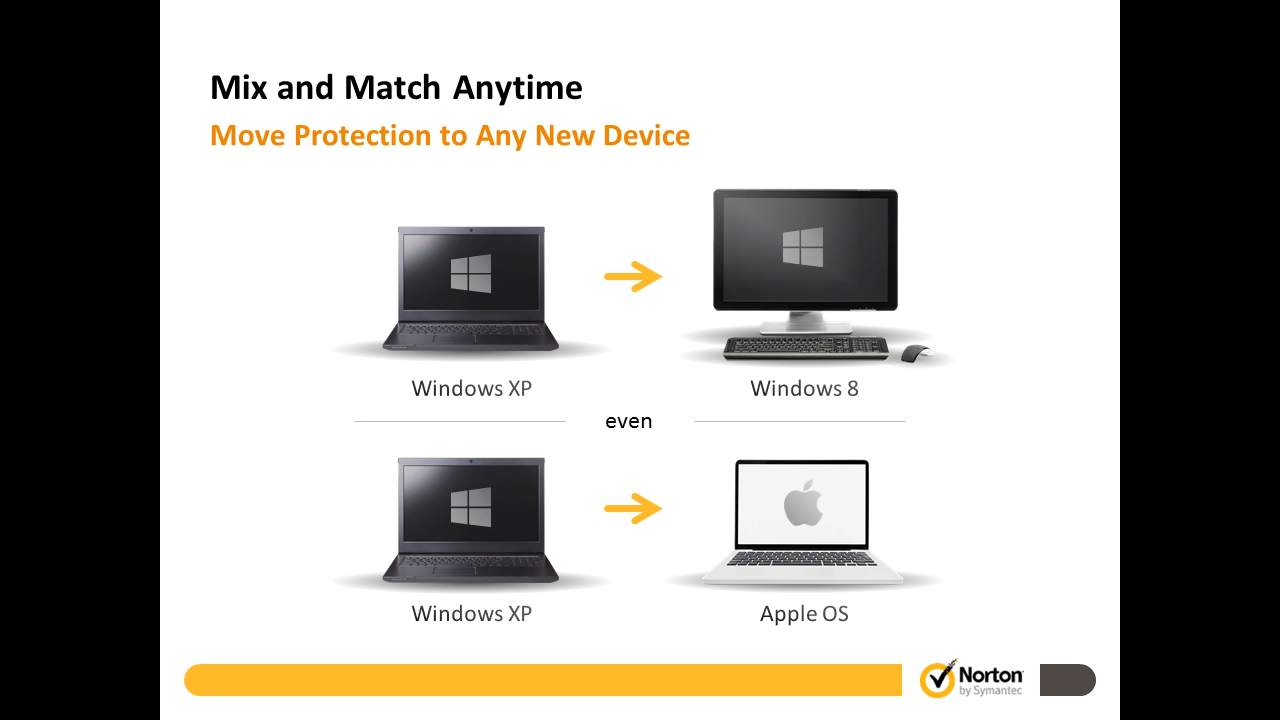 Mix and Match Anytime
Move Protection to Any New Device
Windows XP
Windows 8
even
Windows XP
Apple OS
Norton
by Symantec